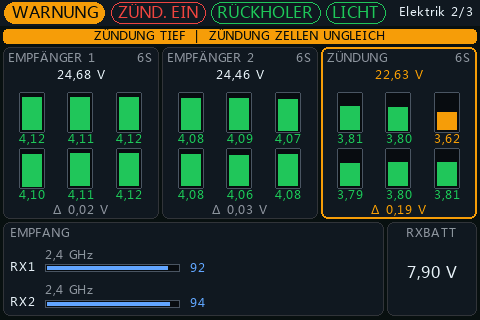 WARNUNG ZÜND. EIN RÜCKHOLER LICHT Elektrik 2/3
ZÜNDUNG TIEF | ZÜNDUNG ZELLEN UNGLEICH
EMPFÄNGER 1 6S
24,68 V
4,12 4,11 4,12
4,10 4,11 4,12
Δ 0,02 V
EMPFÄNGER 2 6S
24,46 V
4,08 4,09 4,07
4,08 4,06 4,08
Δ 0,03 V
ZÜNDUNG 6S
22,63 V
3,81 3,80 3,62
3,79 3,80 3,81
Δ 0,19 V
EMPFANG
2,4 GHz
RX1 92
2,4 GHz
RX2 94
RXBATT
7,90 V